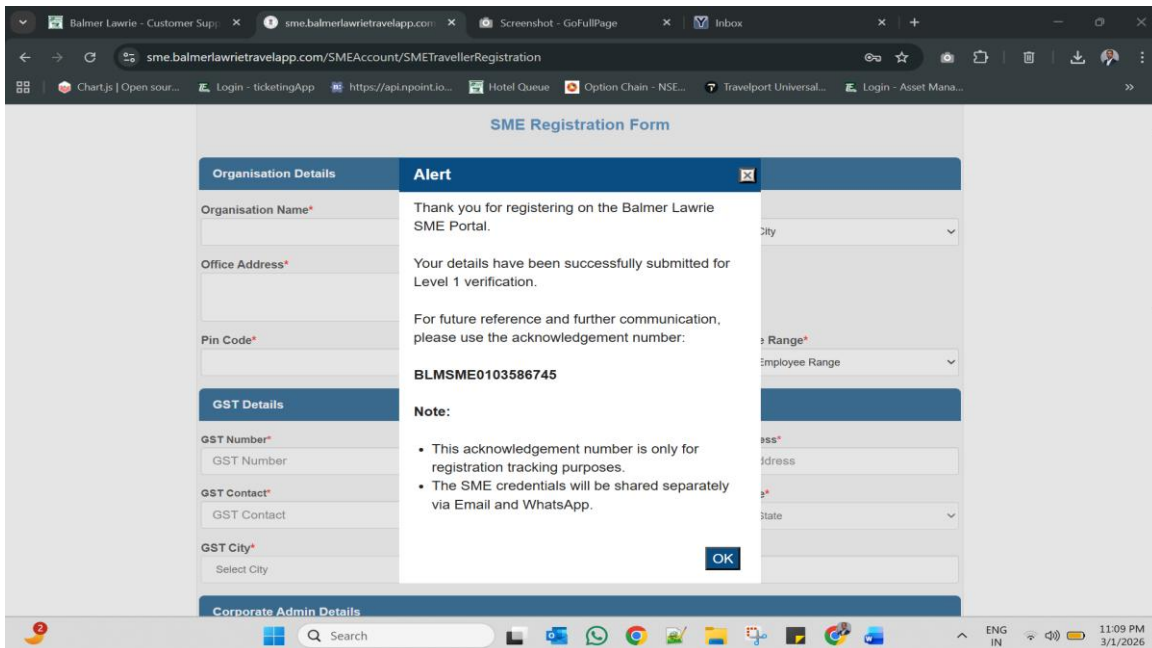 Balmer Lawrie - Customer Supp
sme.balmerlawrietravelapp.com
Screenshot - GoFullPage
Inbox
sme.balmerlawrietravelapp.com/SMEAccount/SMETravellerRegistration
Chart.js | Open sour...
Login - ticketingApp
https://api.npoint.io...
Hotel Queue
Option Chain - NSE...
Travelport Universal...
Login - Asset Mana...
SME Registration Form
Organisation Details
Organisation Name*
City
Office Address*
Pin Code*
Range*
Employee Range
GST Details
GST Number*
GST Number
GST Contact*
GST Contact
State
GST City*
Select City
Corporate Admin Details
Alert
Thank you for registering on the Balmer Lawrie
SME Portal.
Your details have been successfully submitted for
Level 1 verification.
For future reference and further communication,
please use the acknowledgement number:
BLMSME0103586745
Note:
• This acknowledgement number is only for
registration tracking purposes.
• The SME credentials will be shared separately
via Email and WhatsApp.
OK
2
Search
ENG
IN
11:09 PM
3/1/2026